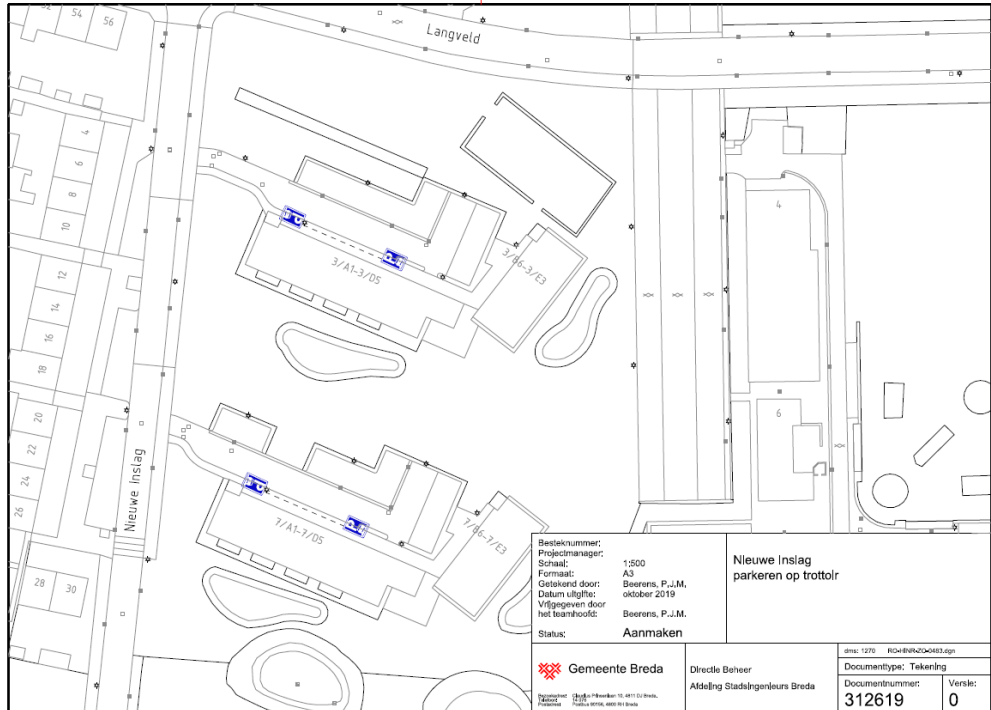 52
54
56
Langveld
4
6
8
10
12
14
16
18
20
22
24
26
28
30
Nieuwe Inslag
3/A1-3/D5
3/B6-3/E3
7/A1-7/D5
7/B6-7/E3
4
6
Besteknummer:
Projectmanager:
Schaal: 1:500
Formaat: A3
Getekend door: Beerens, P.J.M.
Datum uitgifte: oktober 2019
Vrijgegeven door
het teamhoofd: Beerens, P.J.M.
Status: Aanmaken
Nieuwe Inslag
parkeren op trottoir
Gemeente Breda
Directie Beheer
Afdeling Stadsingenieurs Breda
dms: 1270
Documenttype: Tekening
Documentnummer: Versie:
312619 0